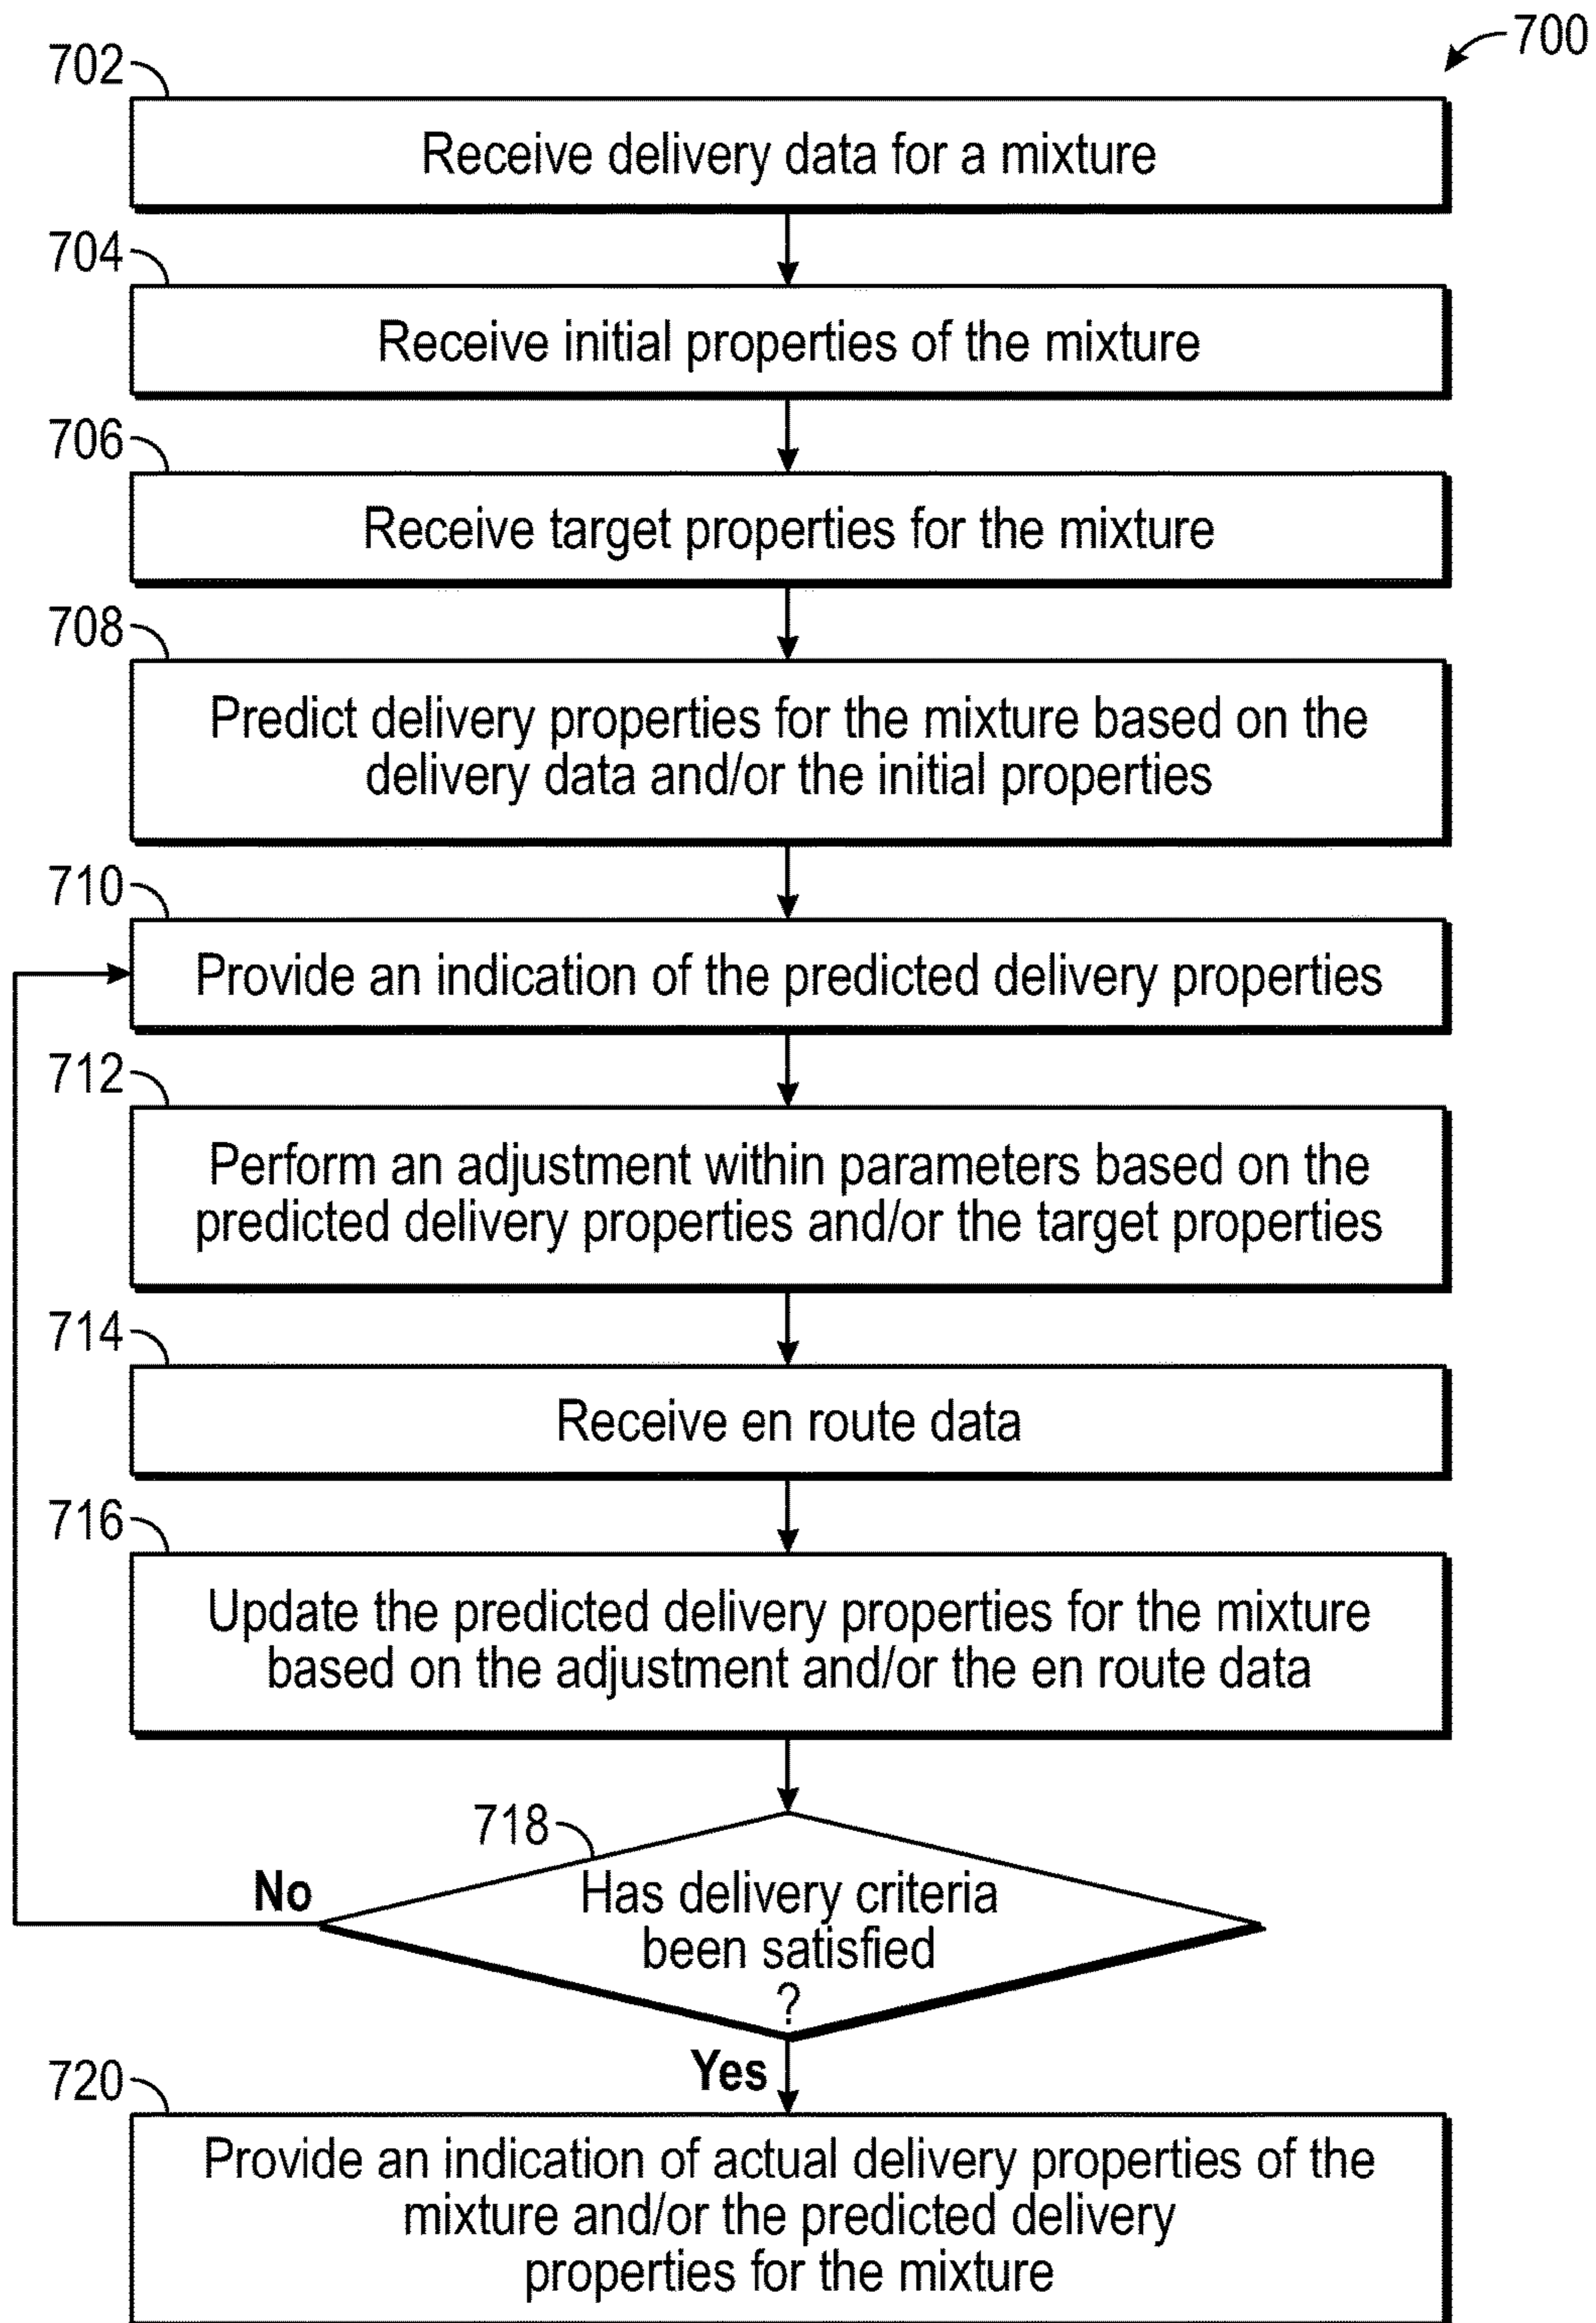 700
702
Receive delivery data for a mixture
704
Receive initial properties of the mixture
706
Receive target properties for the mixture
708
Predict delivery properties for the mixture based on the
delivery data and/or the initial properties
710
Provide an indication of the predicted delivery properties
712
Perform an adjustment within parameters based on the
predicted delivery properties and/or the target properties
714
Receive en route data
716
Update the predicted delivery properties for the mixture
based on the adjustment and/or the en route data
718
No
Has delivery criteria
been satisfied
?
Yes
720
Provide an indication of actual delivery properties of the
mixture and/or the predicted delivery
properties for the mixture